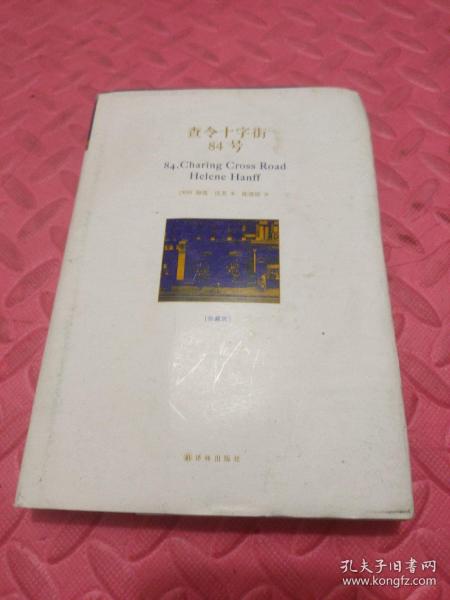 查令十字街
84号
84,Charing Cross Road
Helene Hanff
[珍藏版]
译林出版社
孔夫子旧书网
www.kongfz.com